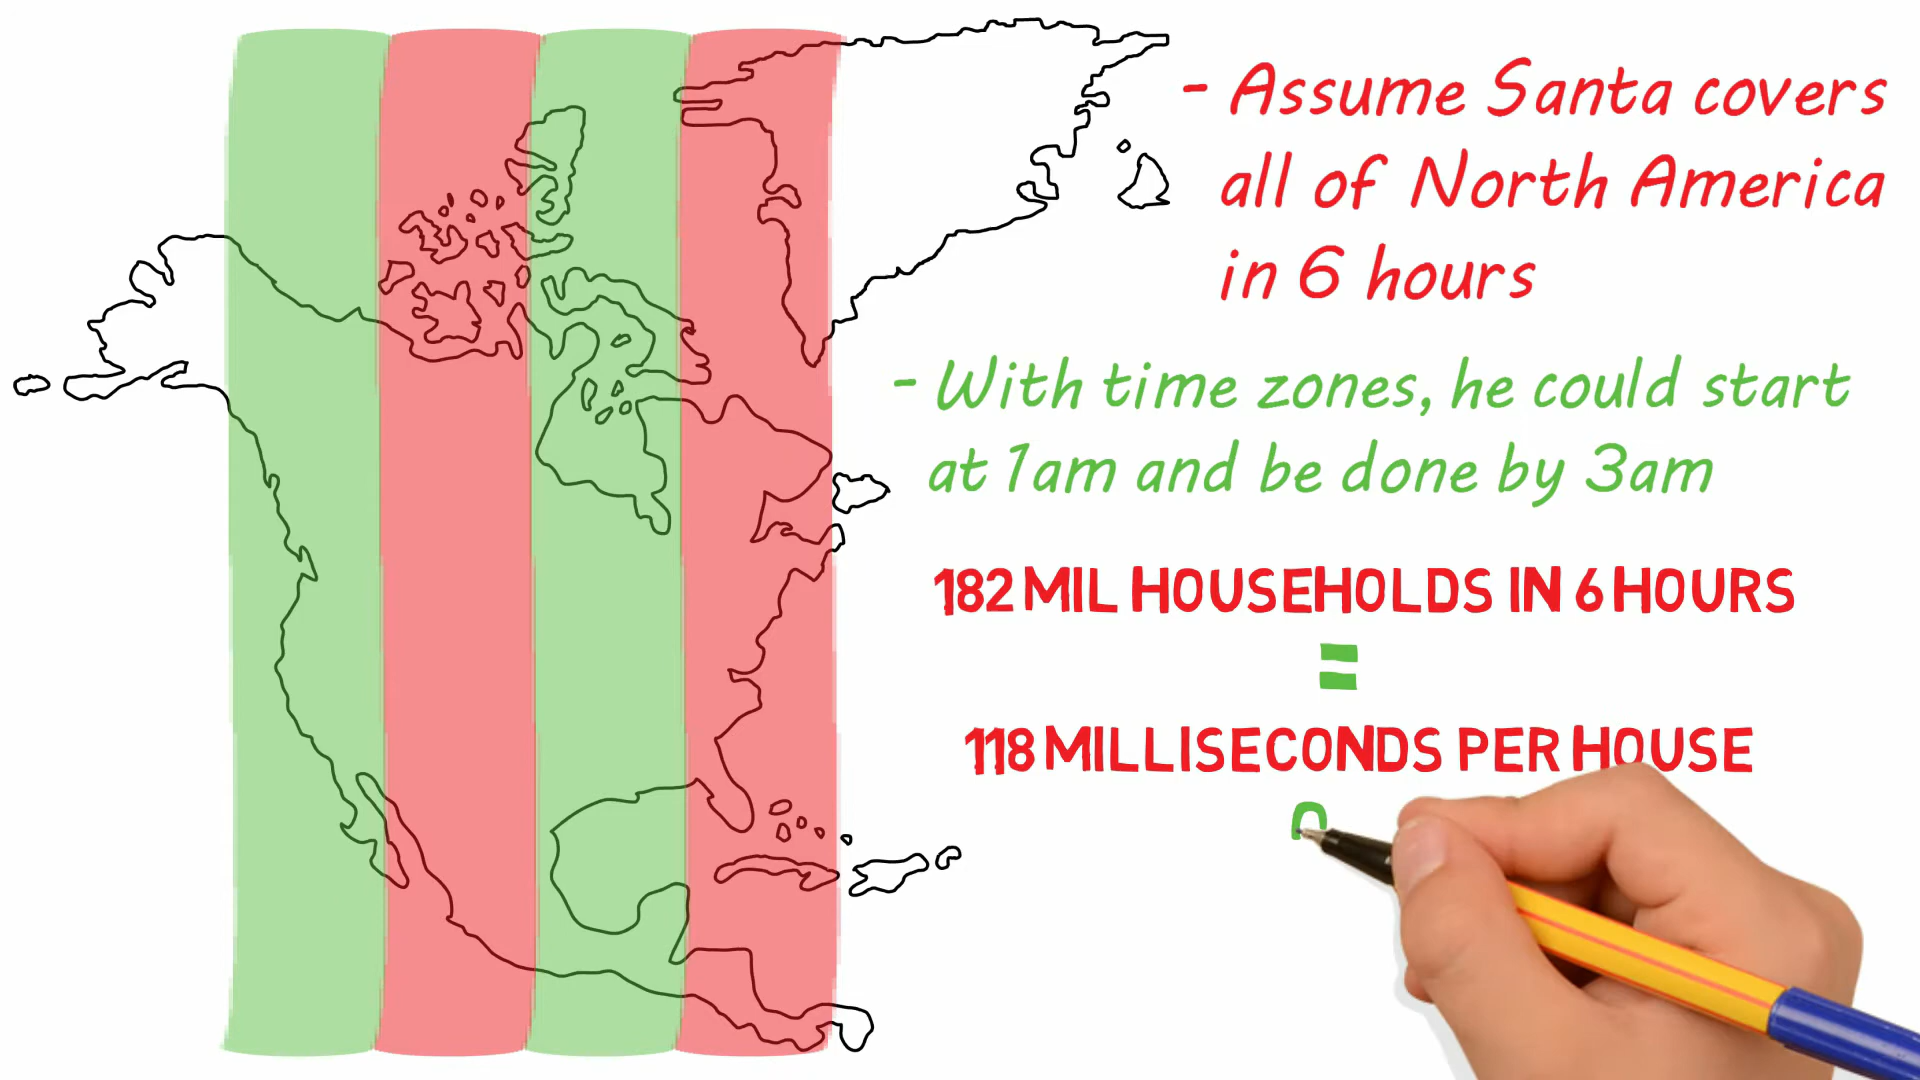 - Assume Santa covers
all of North America
in 6 hours
- With time zones, he could start
at 1am and be done by 3am
182 MIL HOUSEHOLDS IN 6 HOURS
=
118 MILLISECONDS PER HOUSE